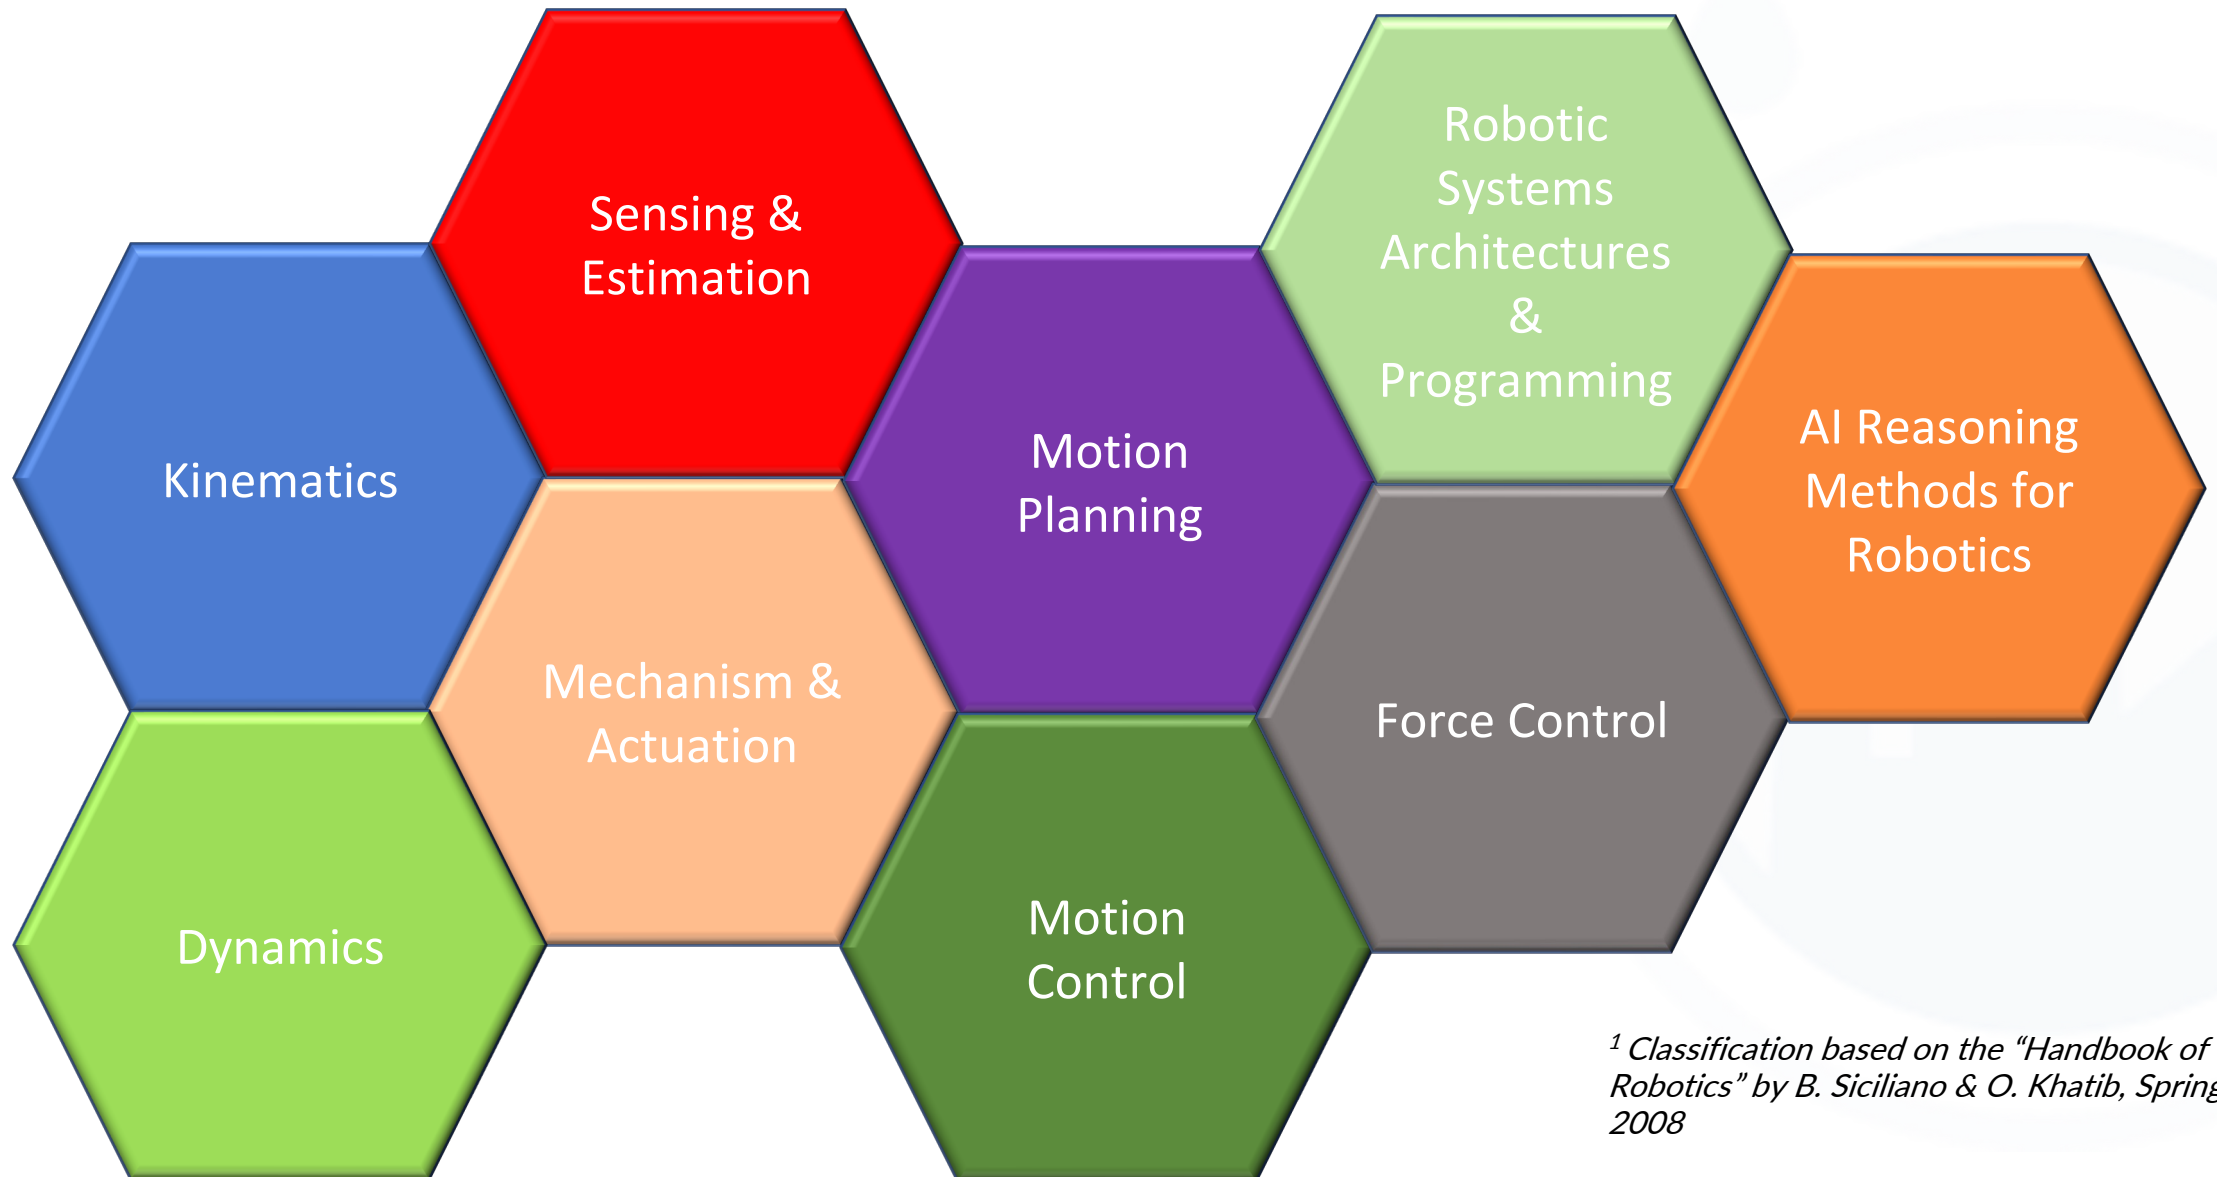 Sensing &
Estimation
Robotic
Systems
Architectures
&
Programming
Kinematics
Motion
Planning
AI Reasoning
Methods for
Robotics
Mechanism &
Actuation
Force Control
Dynamics
Motion
Control
¹ Classification based on the “Handbook of
Robotics” by B. Siciliano & O. Khatib, Spring
2008